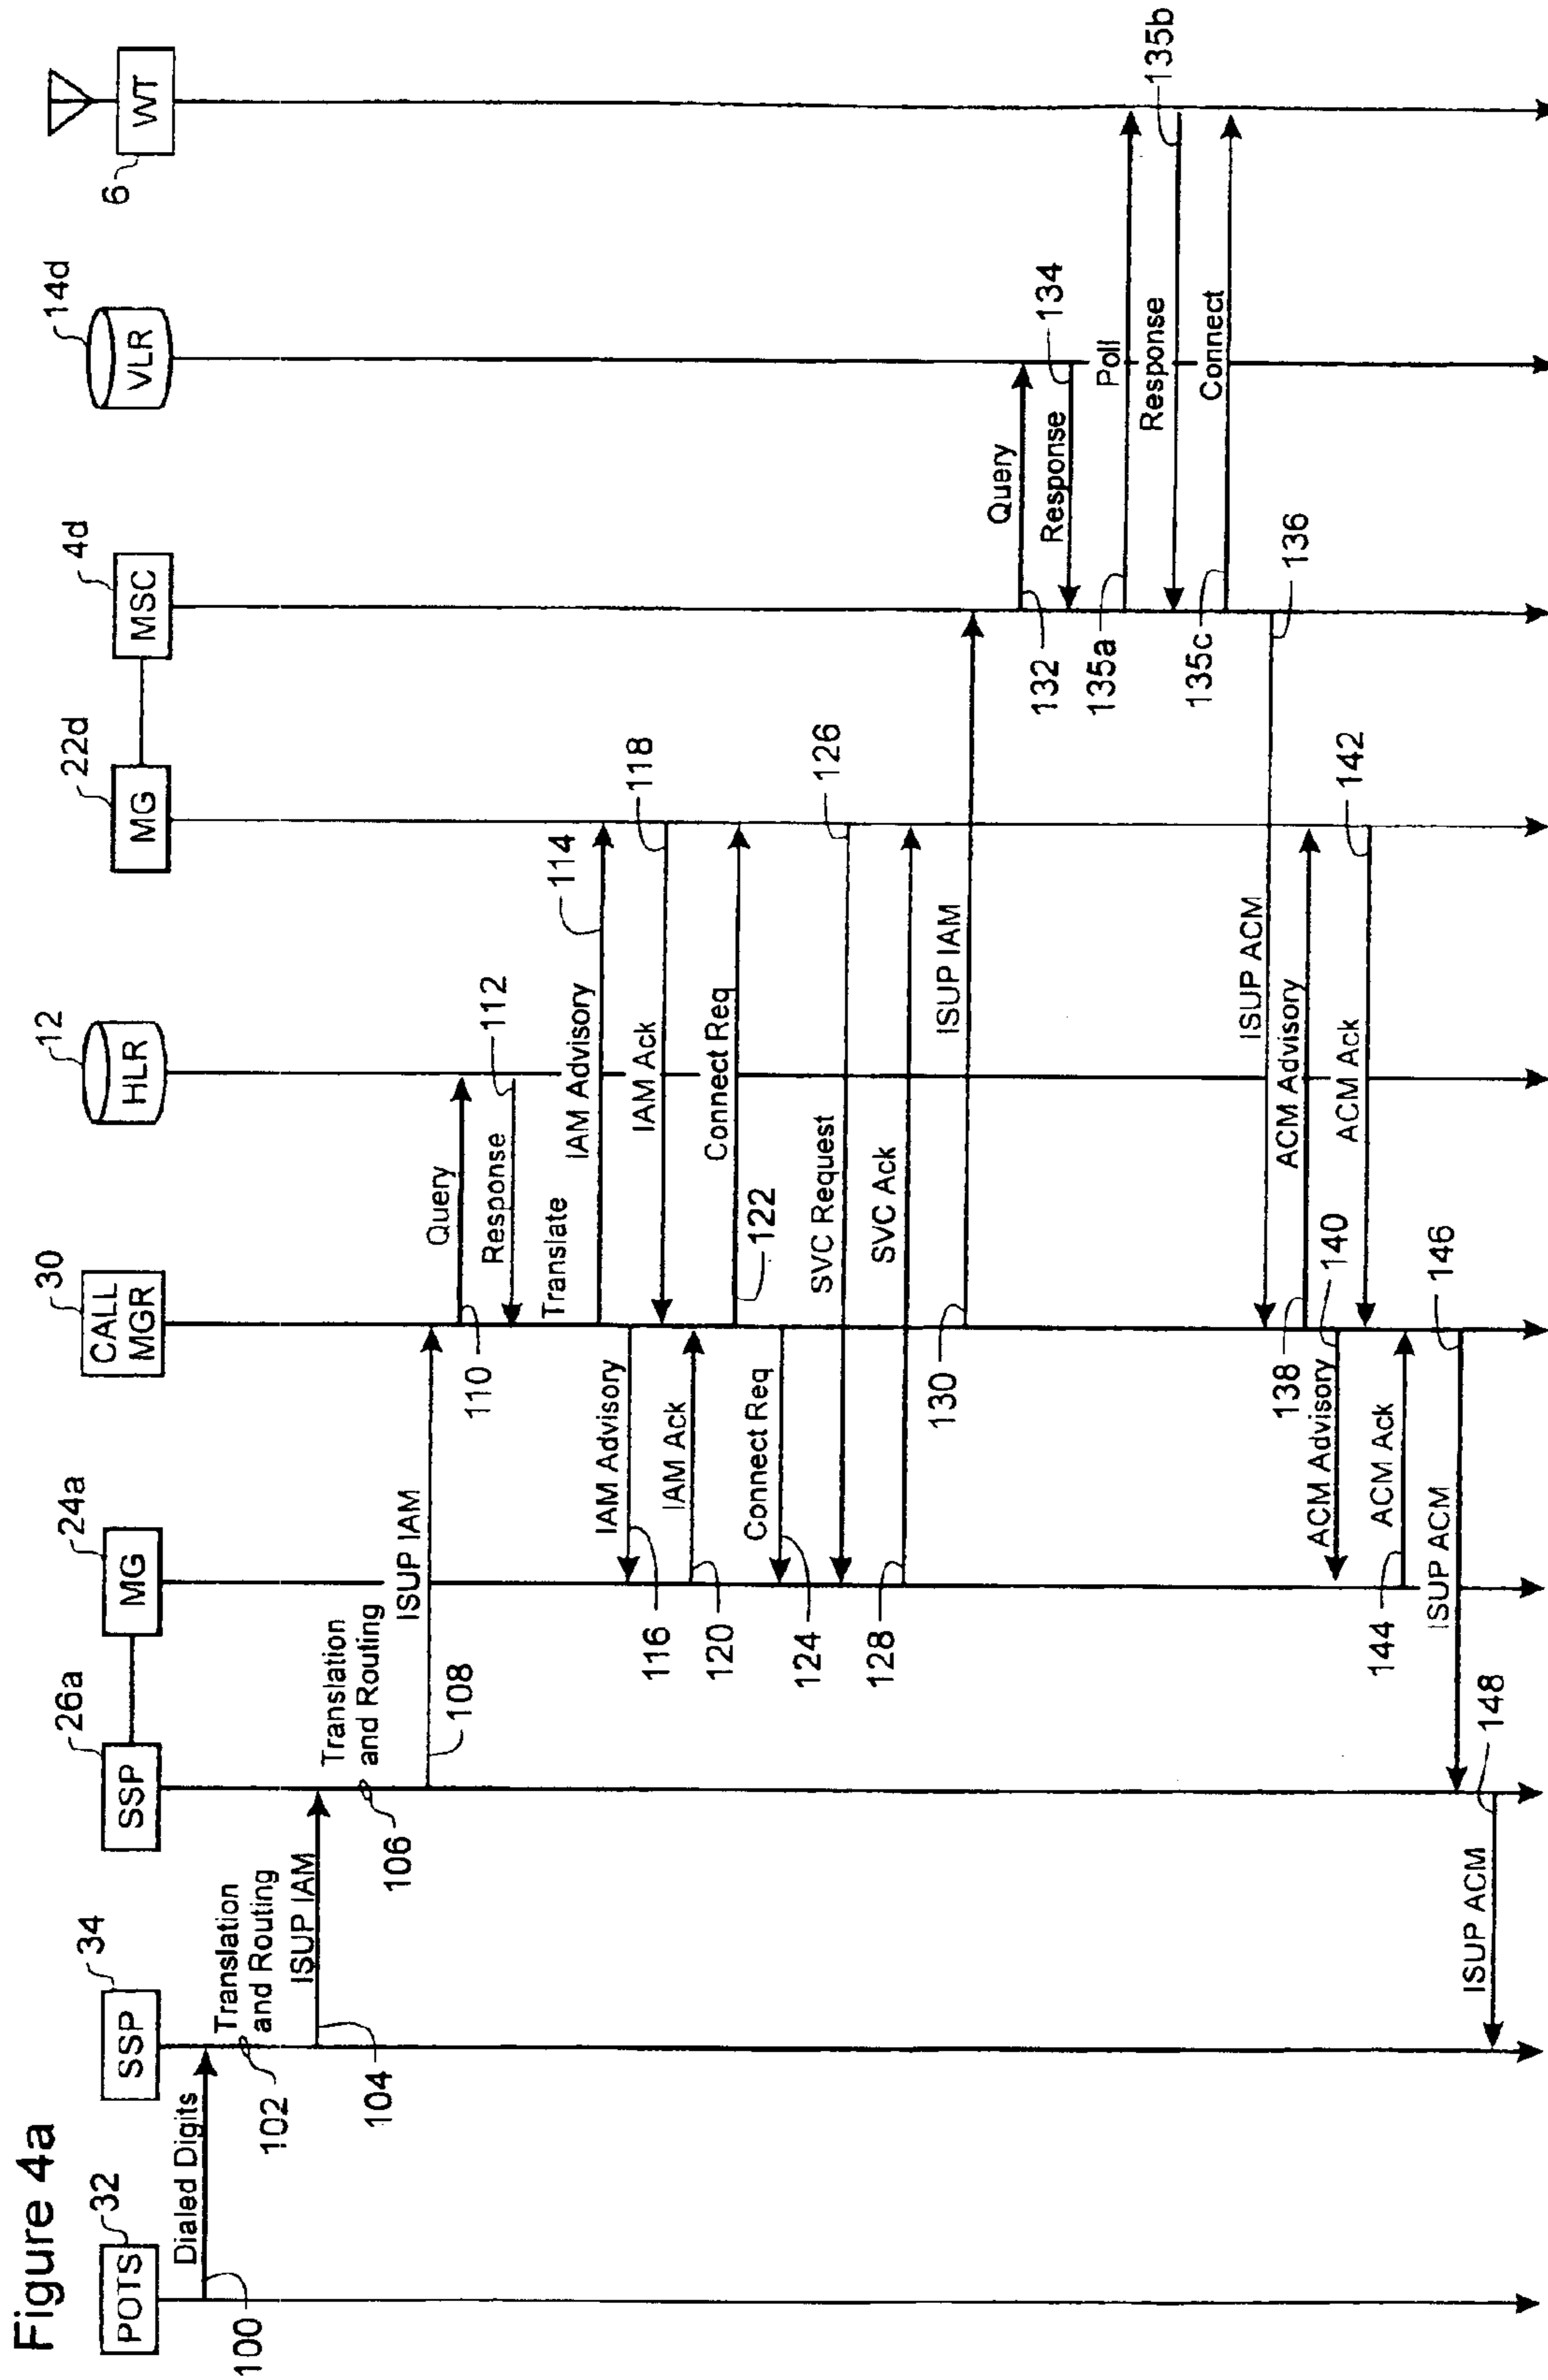 Figure 4a
32
34
26a
24a
30
12
22d
4d
14d
6
POTS
SSP
SSP
MG
CALL
MGR
HLR
MG
MSC
VLR
WT
Dialed Digits
100
Translation
and Routing
102
ISUP IAM
104
Translation
and Routing
106
ISUP IAM
108
Query
110
Response
112
Translate
IAM Advisory
114
IAM Advisory
116
IAM Ack
118
IAM Ack
120
Connect Req
122
Connect Req
124
SVC Request
126
SVC Ack
128
ISUP IAM
130
Query
132
Response
134
Poll
135a
Response
135b
Connect
135c
ISUP ACM
136
ACM Advisory
138
ACM Advisory
140
ACM Ack
142
ACM Ack
144
ISUP ACM
146
ISUP ACM
148